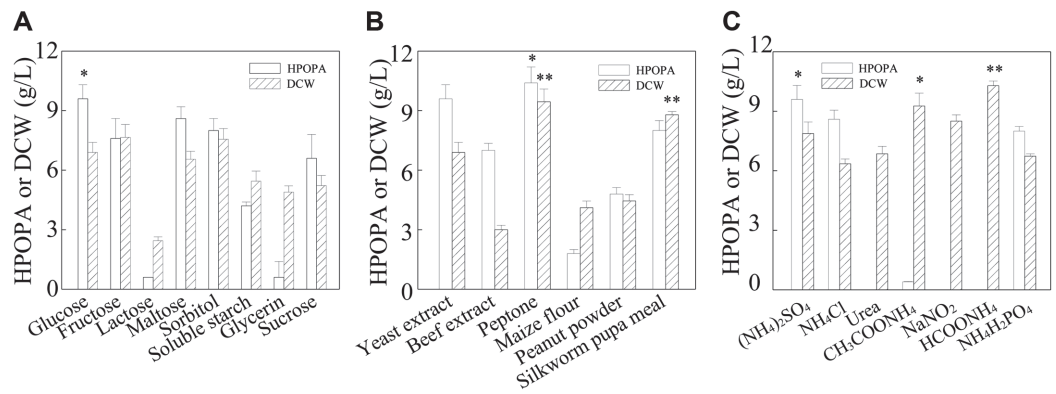 A
HPOPA or DCW (g/L)
12
9
6
3
0
*
HPOPA
DCW
Glucose
Fructose
Lactose
Maltose
Sorbitol
Soluble starch
Glycerin
Sucrose
B
HPOPA or DCW (g/L)
12
9
6
3
0
*
**
**
HPOPA
DCW
Yeast extract
Beef extract
Peptone
Maize flour
Peanut powder
Silkworm pupa meal
C
HPOPA or DCW (g/L)
12
9
6
3
0
*
*
**
HPOPA
DCW
(NH₄)₂SO₄
NH₄Cl
Urea
CH₃COONH₄
NaNO₂
HCOONH₄
NH₄H₂PO₄